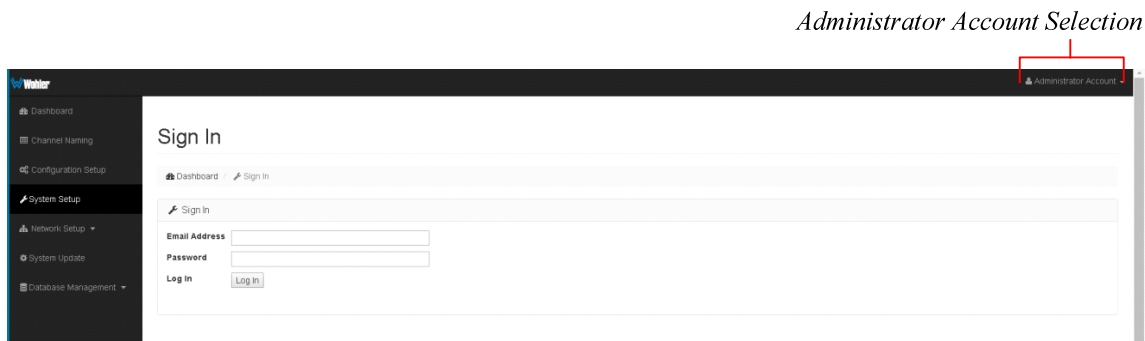 Administrator Account Selection
Wohler
Administrator Account
Dashboard
Channel Naming
Configuration Setup
System Setup
Network Setup
System Update
Database Management
Sign In
Dashboard / Sign In
Sign In
Email Address
Password
Log In Log In